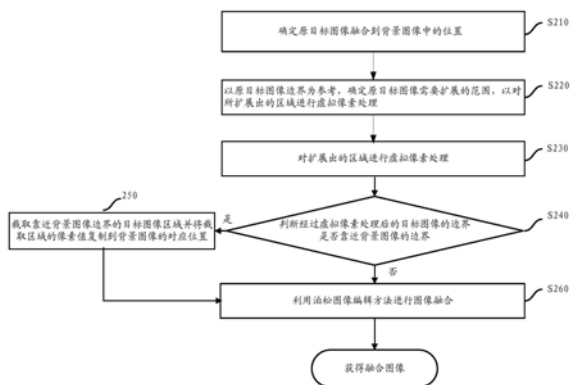 确定原目标图像融合到背景图像中的位置
S210
以原目标图像边界为参考，确定原目标图像需要扩展的范围，以对
所扩展出的区域进行虚拟像素处理
S220
对扩展出的区域进行虚拟像素处理
S230
判断经过虚拟像素处理后的目标图像的边界
是否靠近背景图像的边界
S240
是
250
截取靠近背景图像边界的目标图像区域并将截
取区域的像素值复制到背景图像的对应位置
否
利用泊松图像编辑方法进行图像融合
S260
获得融合图像